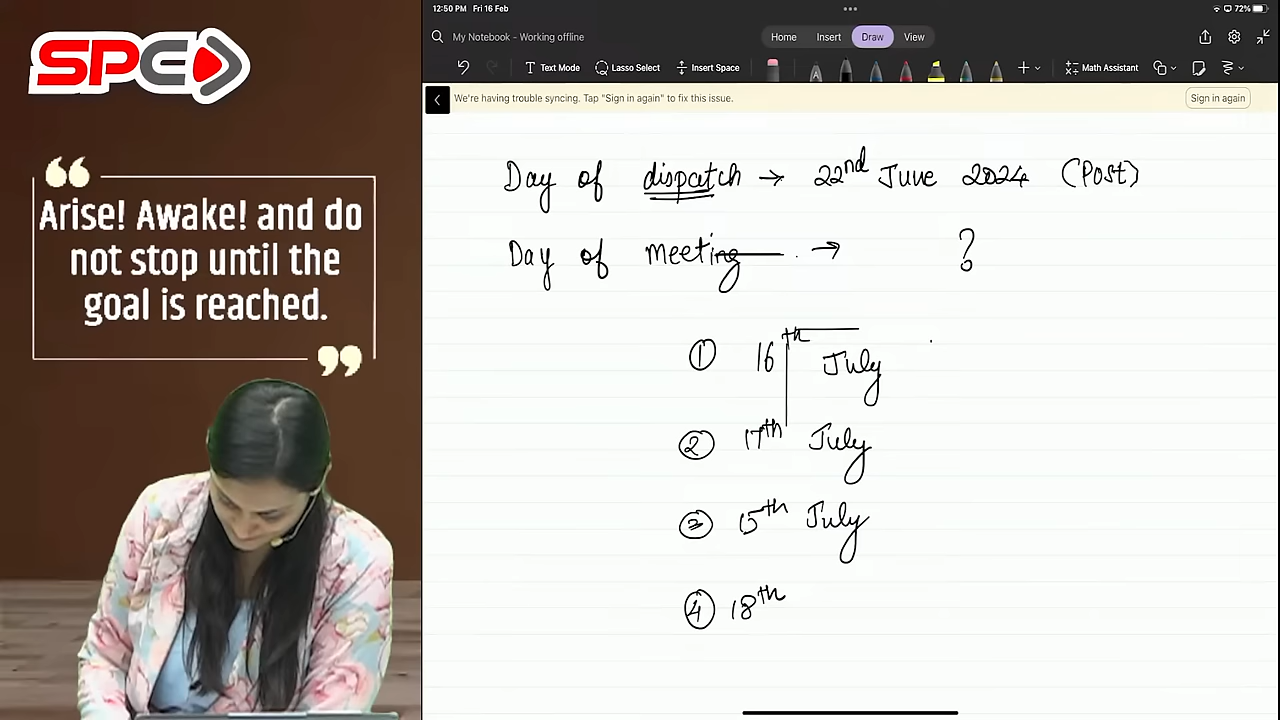 SPC
12:50 PM Fri 16 Feb
72%
My Notebook - Working offline
Home Insert Draw View
Text Mode Lasso Select Insert Space Math Assistant
We're having trouble syncing. Tap "Sign in again" to fix this issue. Sign in again
“
Arise! Awake! and do
not stop until the
goal is reached.
”
Day of dispatch → 22nd June 2024 (Post)
Day of meeting → ?
① 16th July
② 17th July
③ 15th July
④ 18th